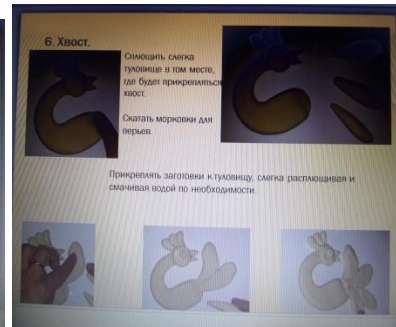 6. Хвост.
Сплющить слегка
туловище в том месте,
где будет прикрепляться
хвост.
Скатать морковки для
перьев.
Прикреплять заготовки к туловищу, слегка расплющивая и
смачивая водой по необходимости.